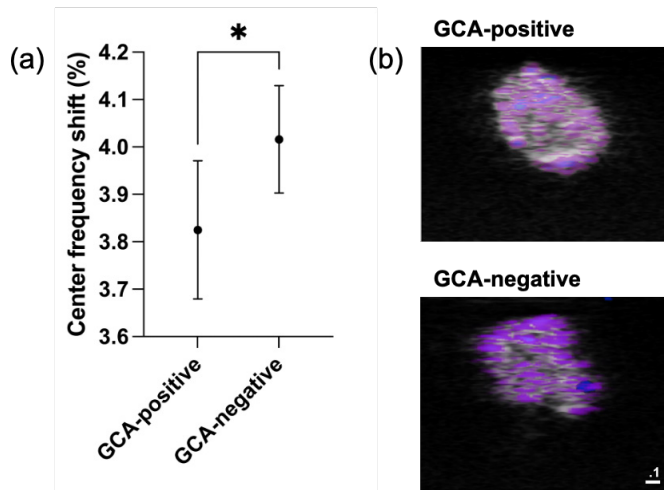 (a)
Center frequency shift (%)
4.2
4.1
4.0
3.9
3.8
3.7
3.6
*
GCA-positive
GCA-negative
(b)
GCA-positive
GCA-negative
.1